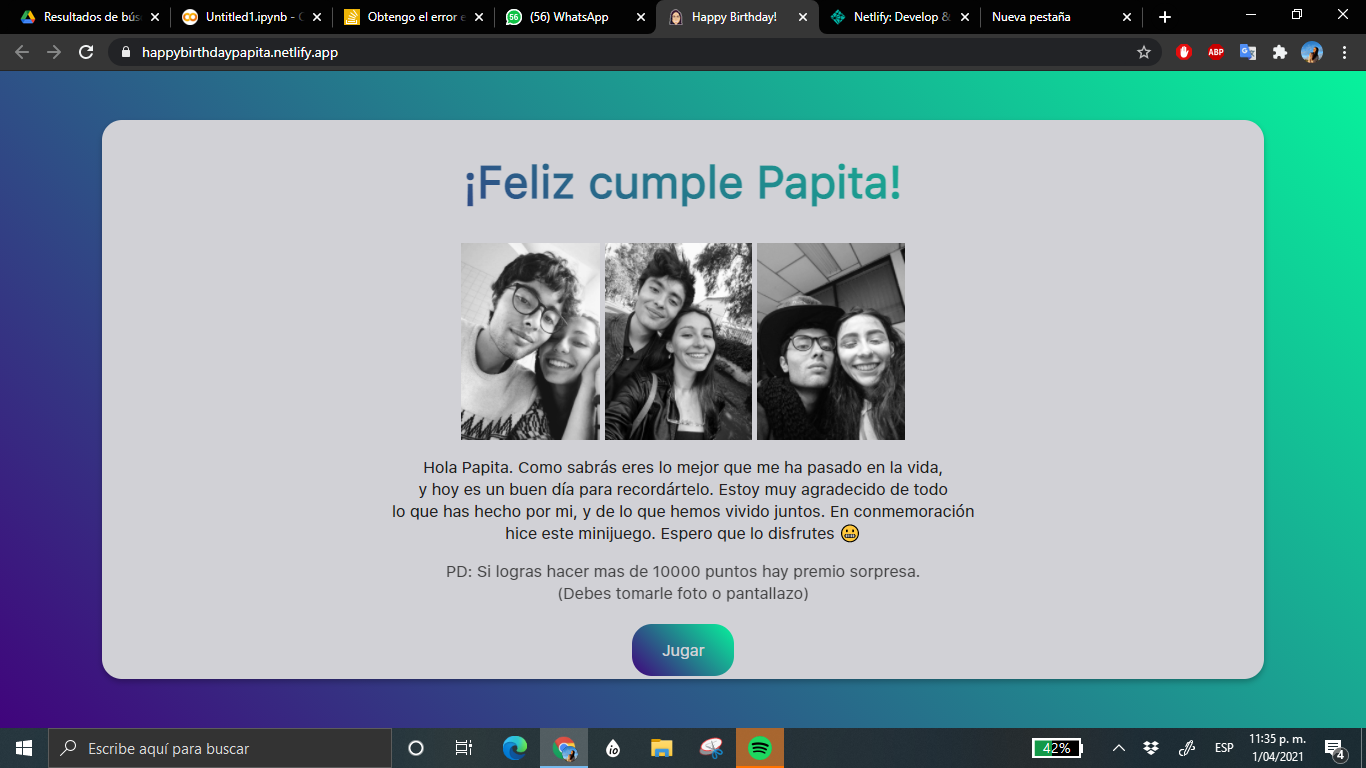 Resultados de bús
Untitled1.ipynb - C
Obtengo el error e
(56) WhatsApp
Happy Birthday!
Netlify: Develop &
Nueva pestaña
happybirthdaypapita.netlify.app
ABP
¡Feliz cumple Papita!
Hola Papita. Como sabrás eres lo mejor que me ha pasado en la vida,
y hoy es un buen día para recordártelo. Estoy muy agradecido de todo
lo que has hecho por mi, y de lo que hemos vivido juntos. En conmemoración
hice este minijuego. Espero que lo disfrutes 😬
PD: Si logras hacer mas de 10000 puntos hay premio sorpresa.
(Debes tomarle foto o pantallazo)
Jugar
Escribe aquí para buscar
42%
ESP
11:35 p. m.
1/04/2021
4